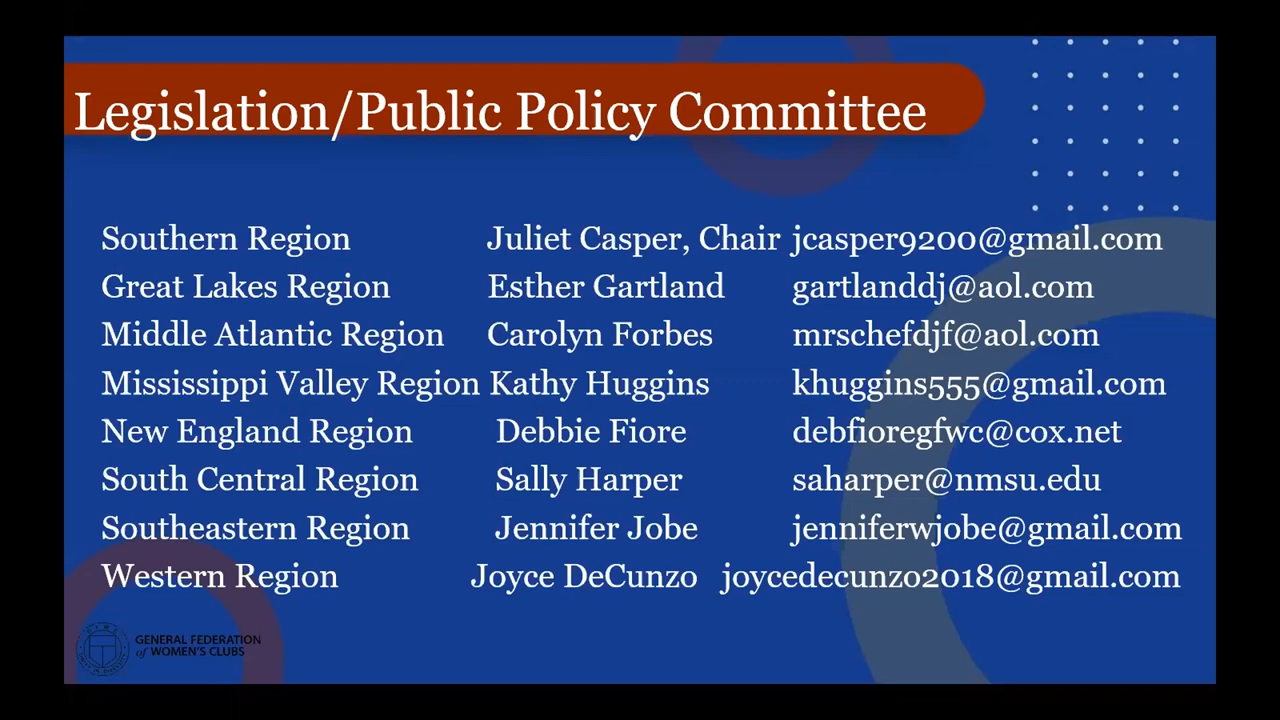 Legislation/Public Policy Committee
Southern Region Juliet Casper, Chair jcasper9200@gmail.com
Great Lakes Region Esther Gartland gartlanddj@aol.com
Middle Atlantic Region Carolyn Forbes mrschefdjf@aol.com
Mississippi Valley Region Kathy Huggins khuggins555@gmail.com
New England Region Debbie Fiore debfioregfwc@cox.net
South Central Region Sally Harper saharper@nmsu.edu
Southeastern Region Jennifer Jobe jenniferwjobe@gmail.com
Western Region Joyce DeCunzo joycedecunzo2018@gmail.com
GENERAL FEDERATION
of WOMEN'S CLUBS